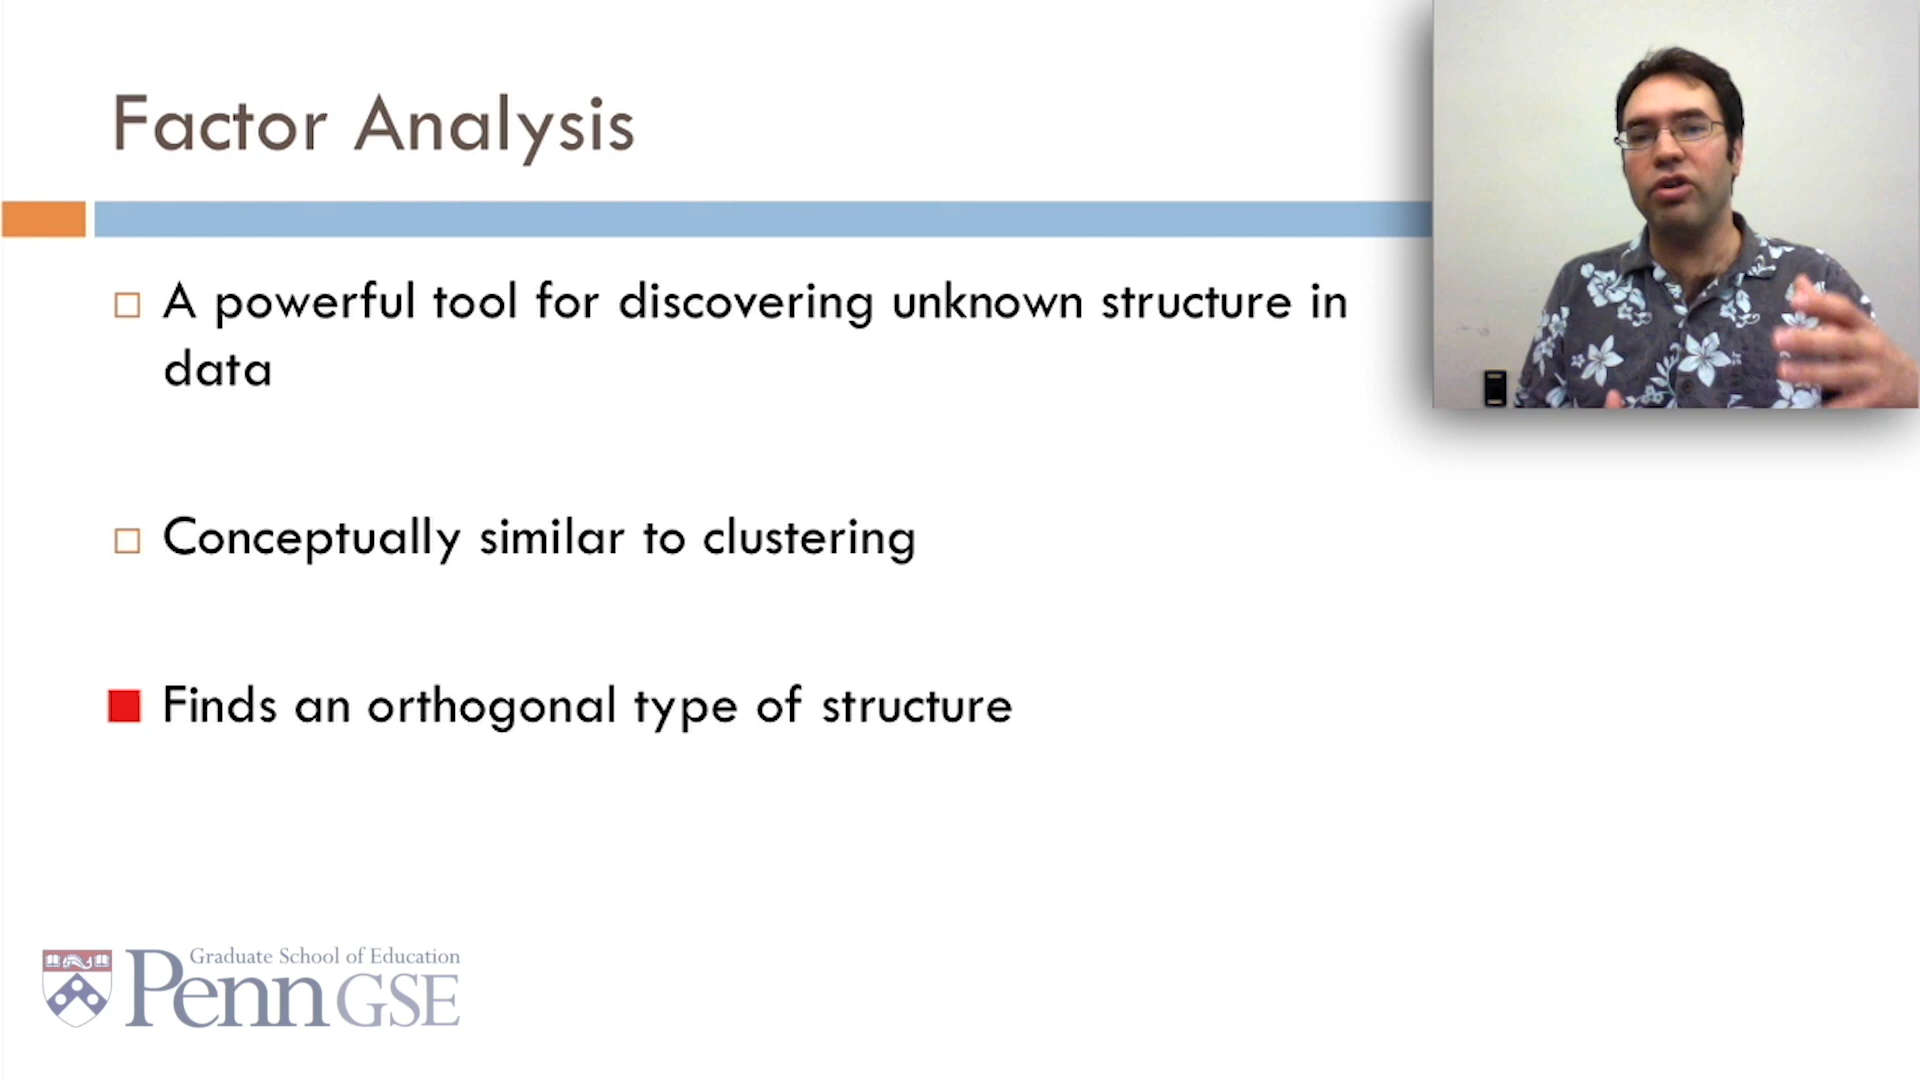 Factor Analysis
A powerful tool for discovering unknown structure in
data
Conceptually similar to clustering
Finds an orthogonal type of structure
Graduate School of Education
Penn GSE